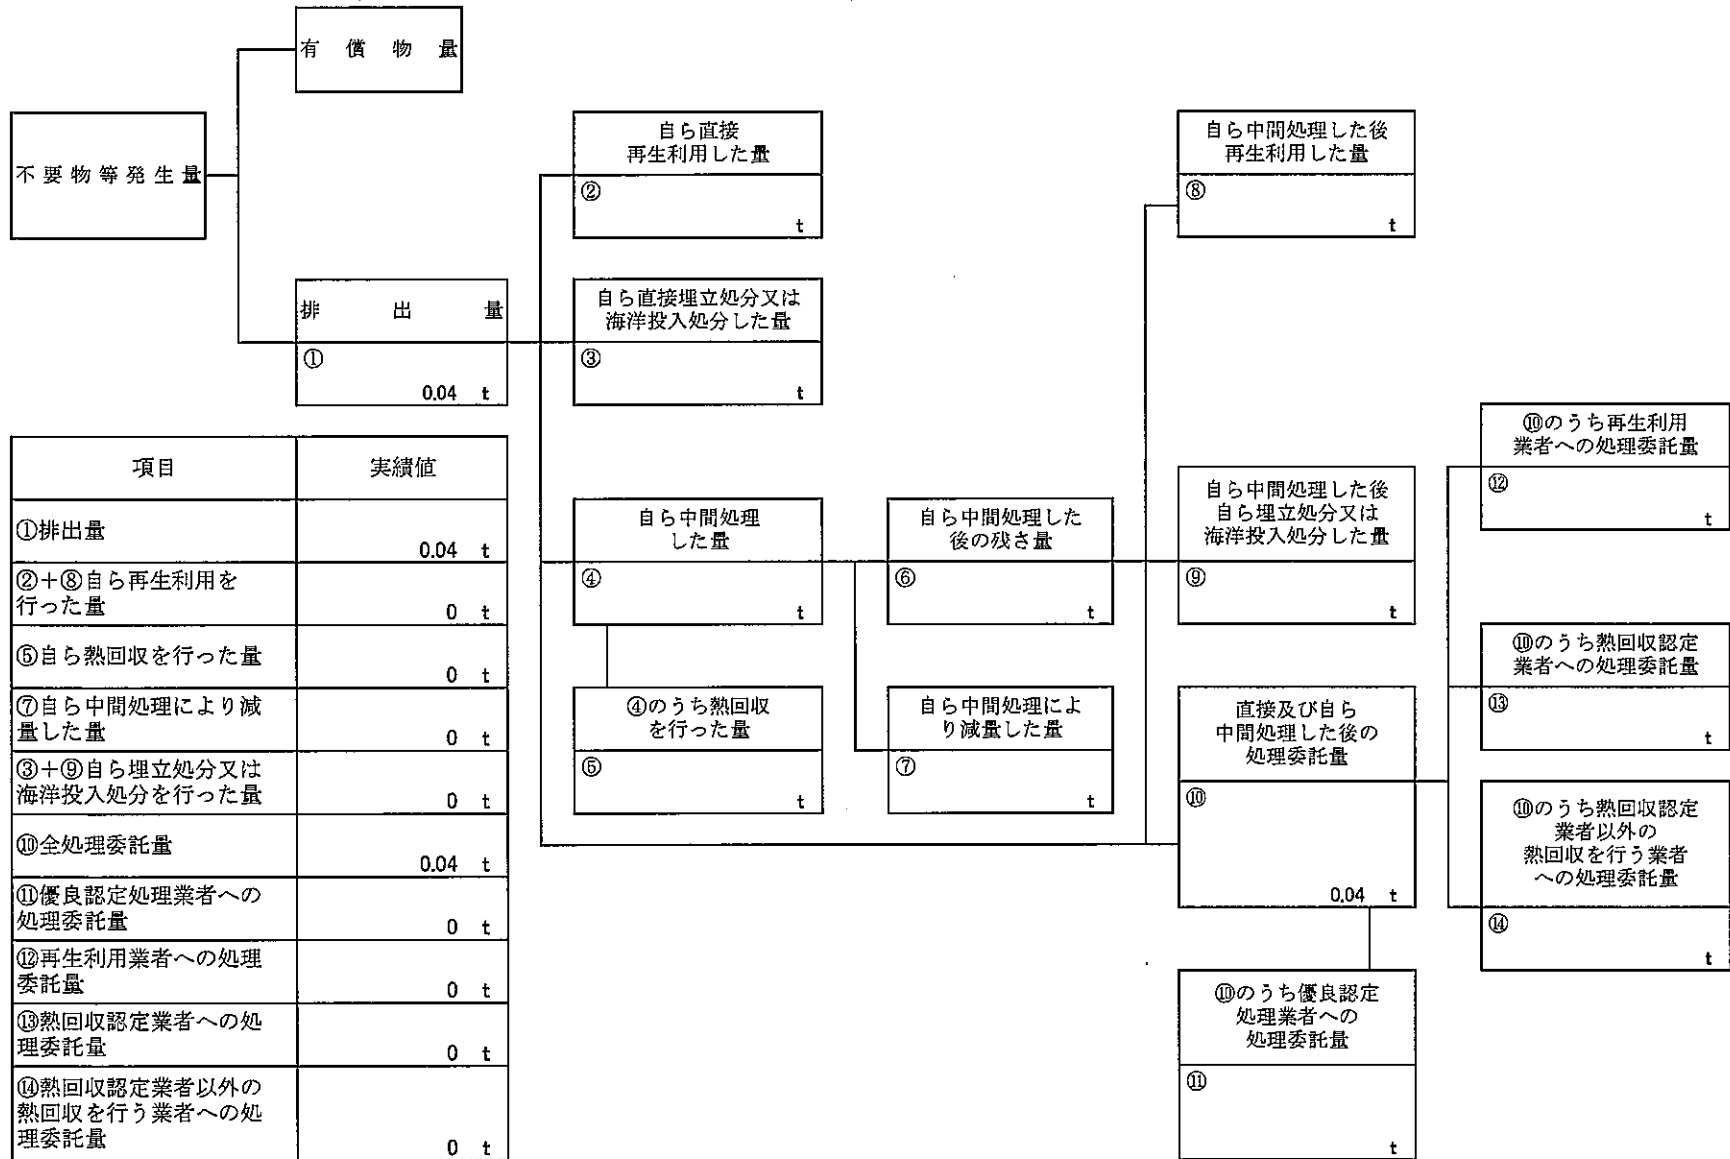 有償物量
不要物等発生量
排出量
①
0.04 t
自ら直接
再生利用した量
②
t
自ら直接埋立処分又は
海洋投入処分した量
③
t
自ら中間処理した後
再生利用した量
⑧
t
項目 実績値
①排出量
0.04 t
②+⑧自ら再生利用を
行った量
0 t
⑤自ら熱回収を行った量
0 t
⑦自ら中間処理により減
量した量
0 t
③+⑨自ら埋立処分又は
海洋投入処分を行った量
0 t
⑩全処理委託量
0.04 t
⑪優良認定処理業者への
処理委託量
0 t
⑫再生利用業者への処理
委託量
0 t
⑬熱回収認定業者への処
理委託量
0 t
⑭熱回収認定業者以外の
熱回収を行う業者への処
理委託量
0 t
自ら中間処理
した量
④
t
④のうち熱回収
を行った量
⑤
t
自ら中間処理した
後の残さ量
⑥
t
自ら中間処理によ
り減量した量
⑦
t
自ら中間処理した後
自ら埋立処分又は
海洋投入処分した量
⑨
t
直接及び自ら
中間処理した後の
処理委託量
⑩
0.04 t
⑩のうち優良認定
処理業者への
処理委託量
⑪
t
⑩のうち再生利用
業者への処理委託量
⑫
t
⑩のうち熱回収認定
業者への処理委託量
⑬
t
⑩のうち熱回収認定
業者以外の
熱回収を行う業者
への処理委託量
⑭
t